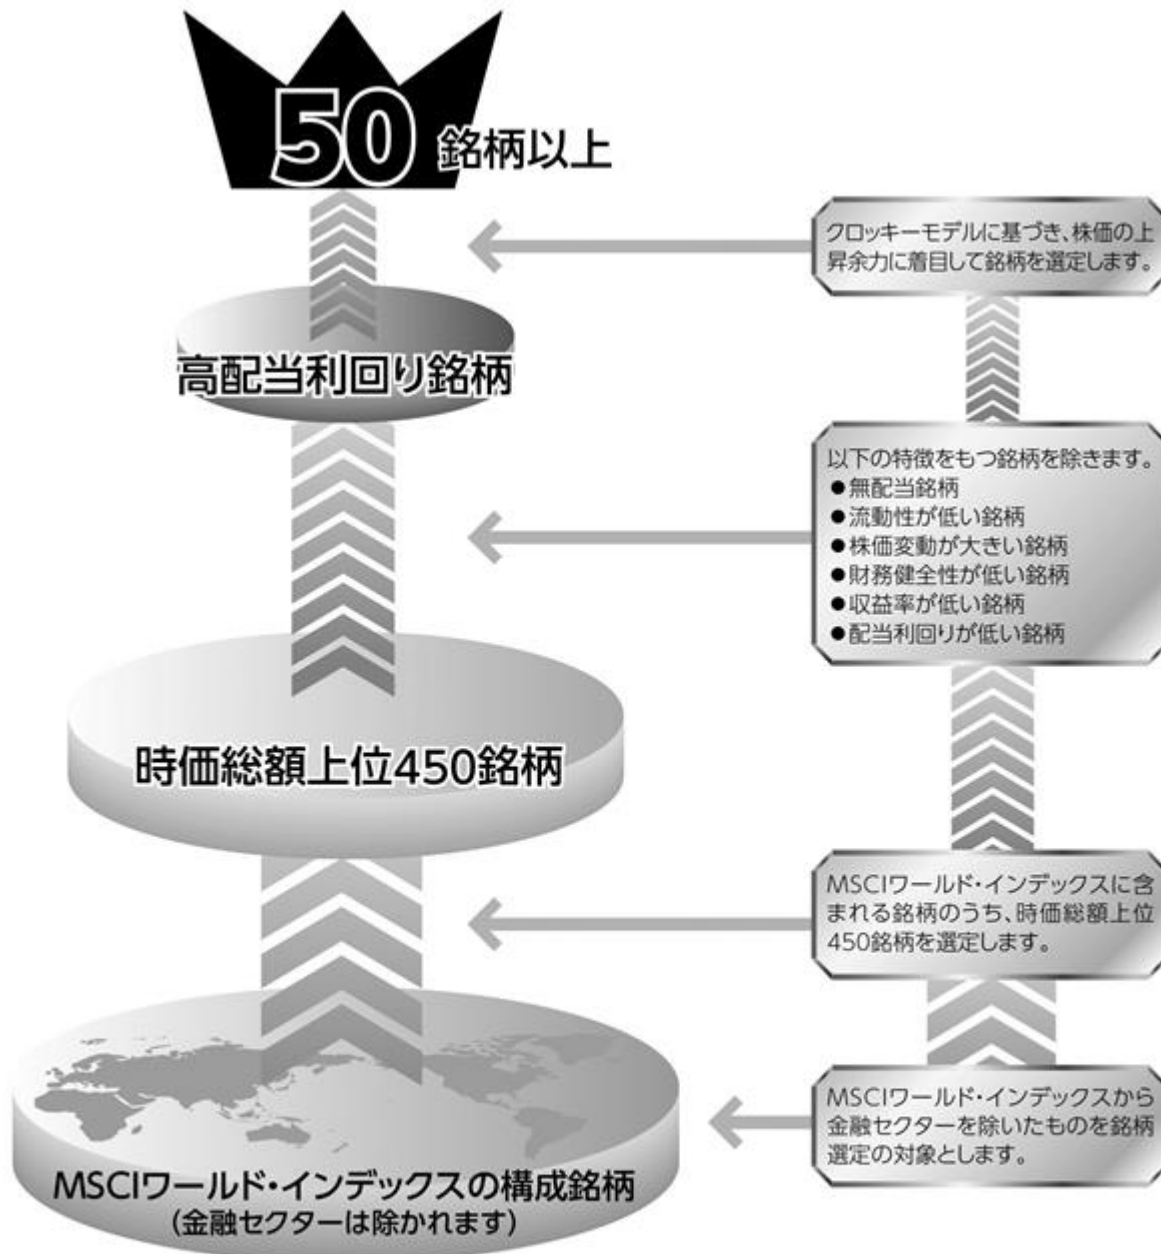 50 銘柄以上
クロッキーモデルに基づき、株価の上
昇余力に着目して銘柄を選定します。
高配当利回り銘柄
以下の特徴をもつ銘柄を除きます。
●無配当銘柄
●流動性が低い銘柄
●株価変動が大きい銘柄
●財務健全性が低い銘柄
●収益率が低い銘柄
●配当利回りが低い銘柄
時価総額上位450銘柄
MSCIワールド・インデックスに含
まれる銘柄のうち、時価総額上位
450銘柄を選定します。
MSCIワールド・インデックスから
金融セクターを除いたものを銘柄
選定の対象とします。
MSCIワールド・インデックスの構成銘柄
(金融セクターは除かれます)